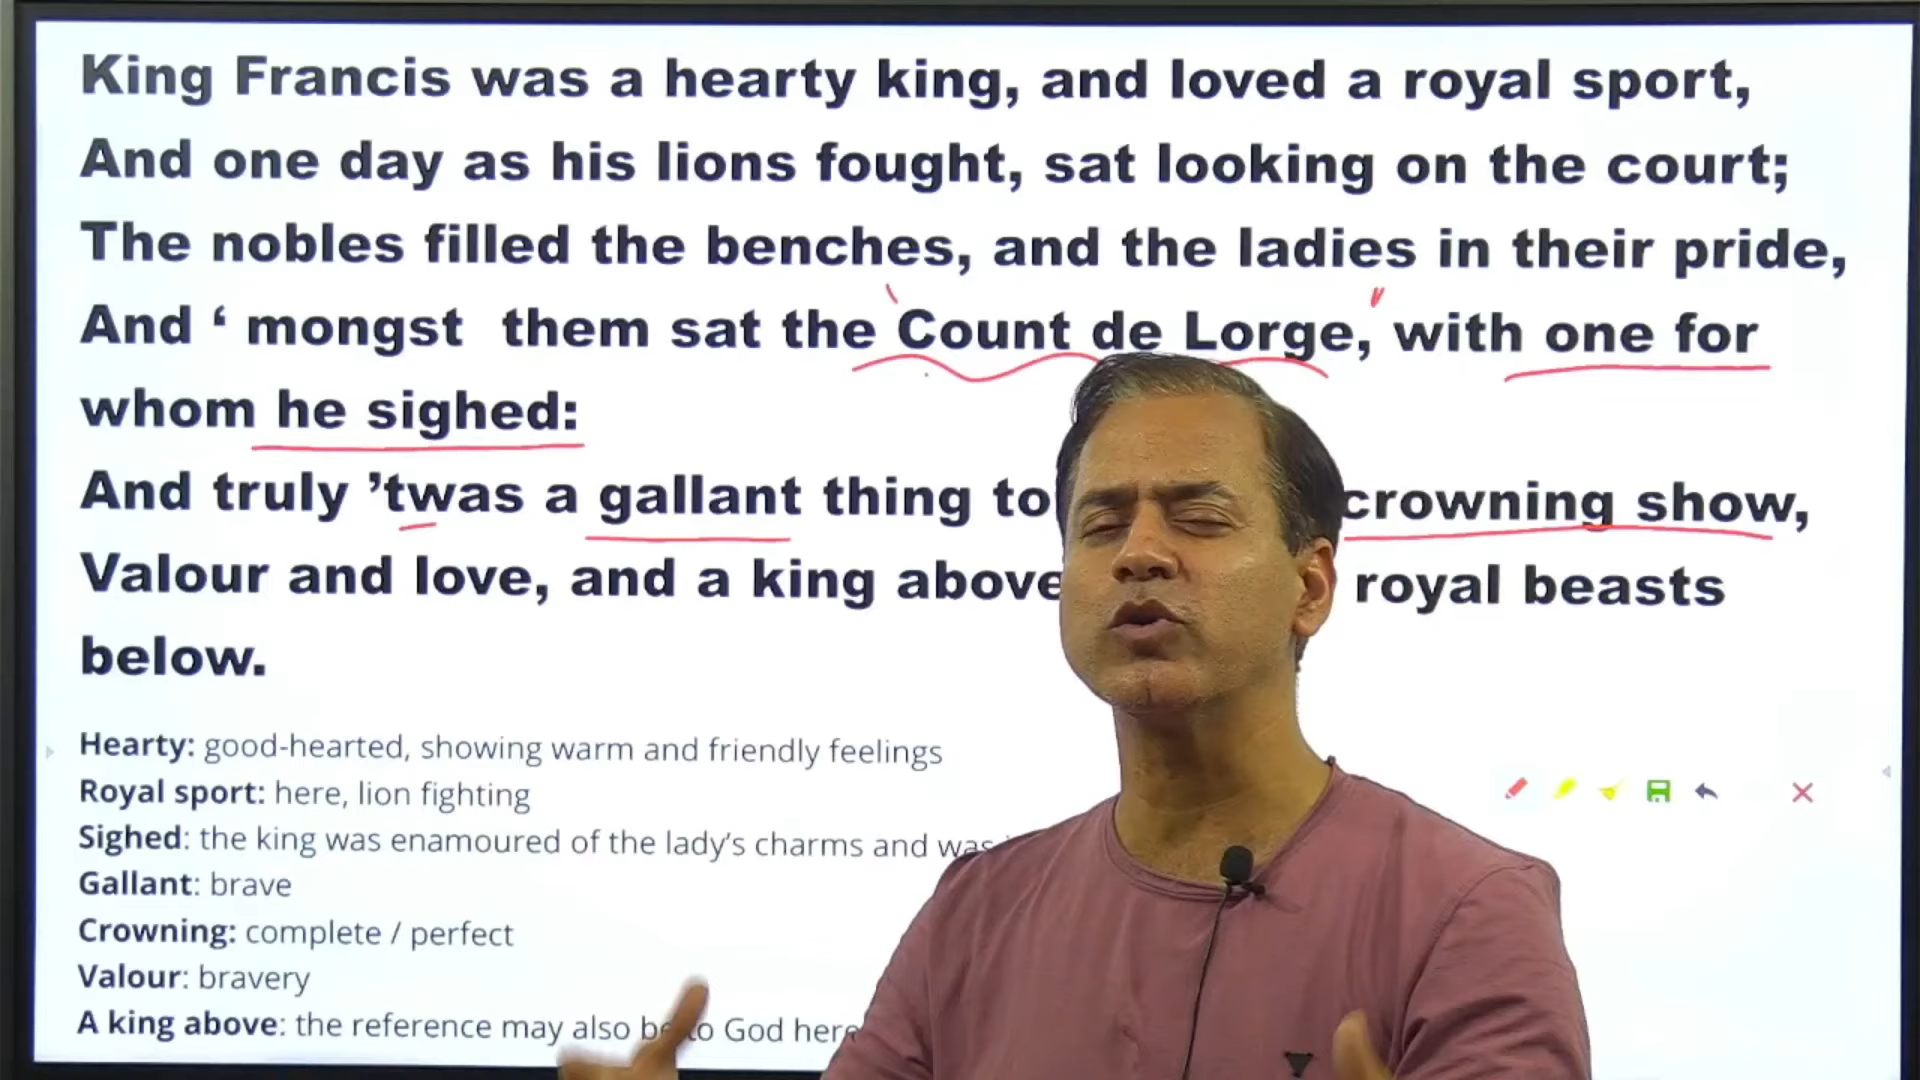 King Francis was a hearty king, and loved a royal sport,
And one day as his lions fought, sat looking on the court;
The nobles filled the benches, and the ladies in their pride,
And ‘ mongst them sat the Count de Lorge, with one for
whom he sighed:
And truly ’twas a gallant thing to crowning show,
Valour and love, and a king above royal beasts
below.
Hearty: good-hearted, showing warm and friendly feelings
Royal sport: here, lion fighting
Sighed: the king was enamoured of the lady’s charms and was
Gallant: brave
Crowning: complete / perfect
Valour: bravery
A king above: the reference may also be to God here